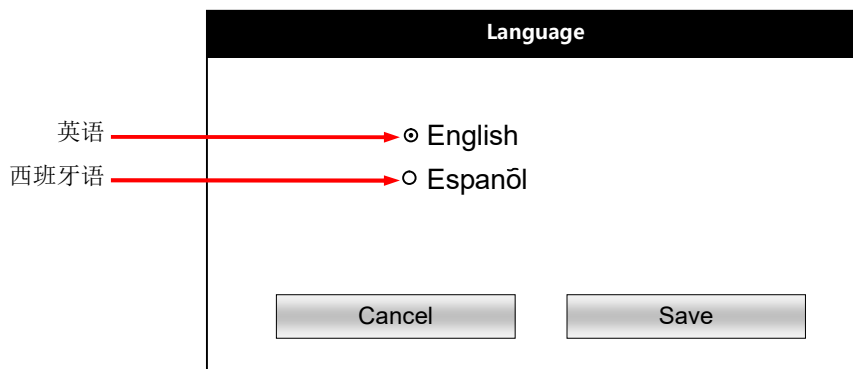 Language
英语
English
西班牙语
Espanõl
Cancel
Save